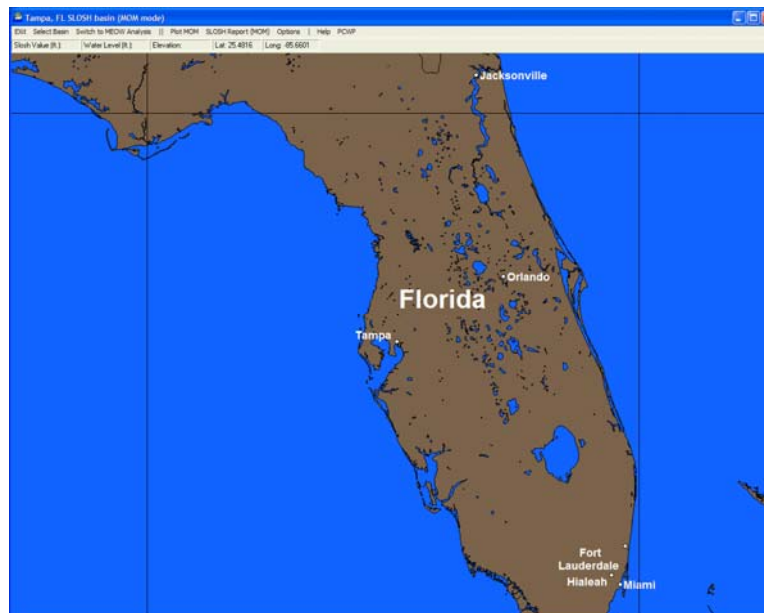 Tampa, FL SLOSH basin (MOM mode)
Exit Select Basin Switch to MEOW Analysis || Plot MOM SLOSH Report (MOM) Options | Help PCWP
Slosh Value (ft.): Water Level (ft.): Elevation: Lat: 25.4816 Long: -85.6601
Jacksonville
Orlando
Florida
Tampa
Fort
Lauderdale
Hialeah
Miami